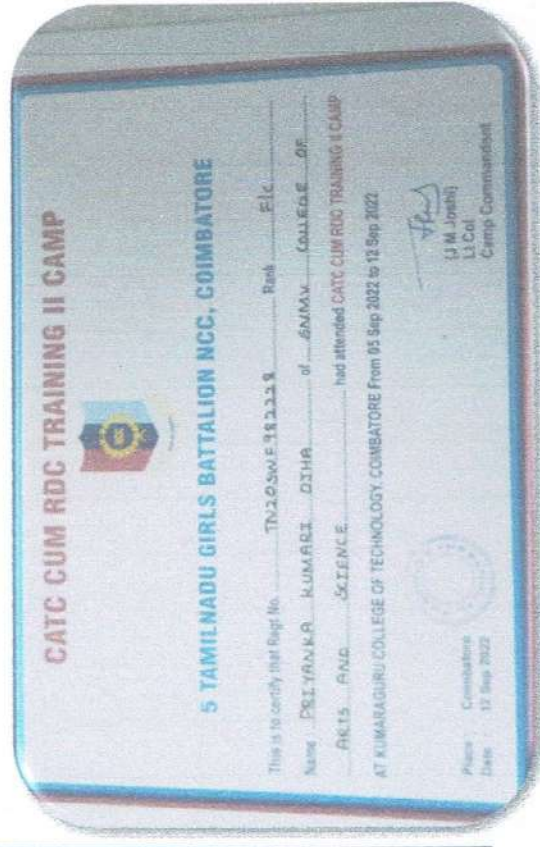 CATC CUM RDC TRAINING II CAMP
5 TAMILNADU GIRLS BATTALION NCC, COIMBATORE
This is to certify that Regt No. TN20SWF982228 Rank
Name PRIYANKA KUMARI OJHA of GNMV COLLEGE OF
ARTS AND SCIENCE had attended CATC CUM RDC TRAINING II CAMP
AT KUMARAGURU COLLEGE OF TECHNOLOGY, COIMBATORE From 05 Sep 2022 to 12 Sep 2022
Place : Coimbatore
Date : 12 Sep 2022
(J M Joshi)
Lt Col
Camp Commandant